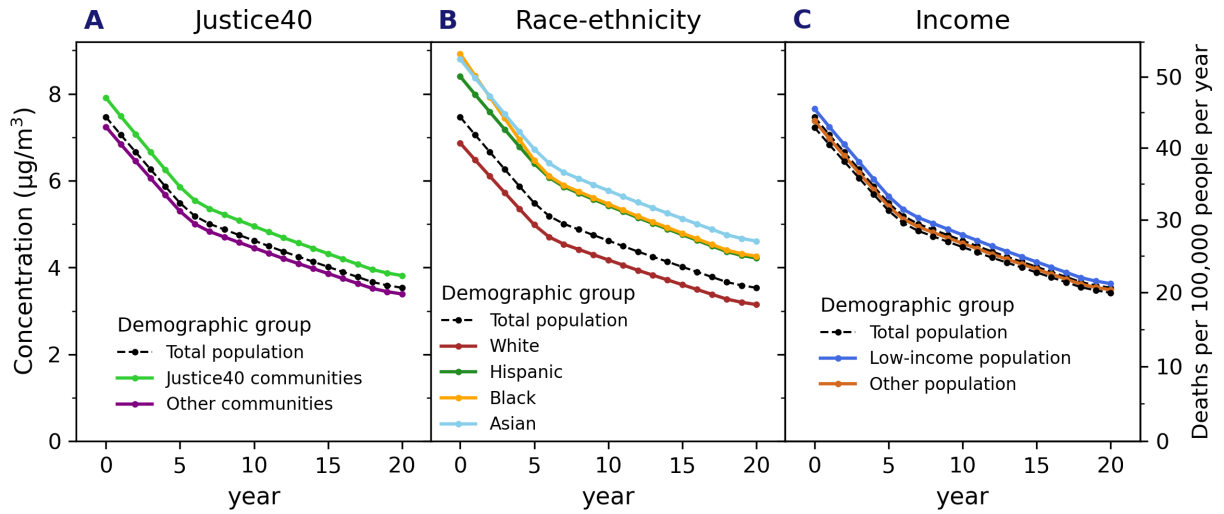 A Justice40
B Race-ethnicity
C Income
Concentration (μg/m³)
8
6
4
2
0
Demographic group
Total population
Justice40 communities
Other communities
0 5 10 15 20
year
Demographic group
Total population
White
Hispanic
Black
Asian
0 5 10 15 20
year
Demographic group
Total population
Low-income population
Other population
0 5 10 15 20
year
50
40
30
20
10
0
Deaths per 100,000 people per year